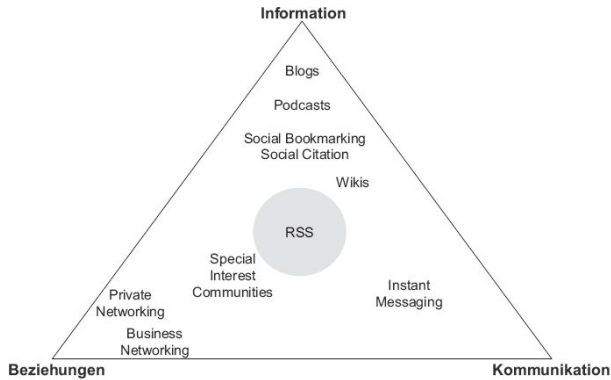 Information
Blogs
Podcasts
Social Bookmarking
Social Citation
Wikis
RSS
Special
Interest
Communities
Instant
Messaging
Private
Networking
Business
Networking
Beziehungen
Kommunikation